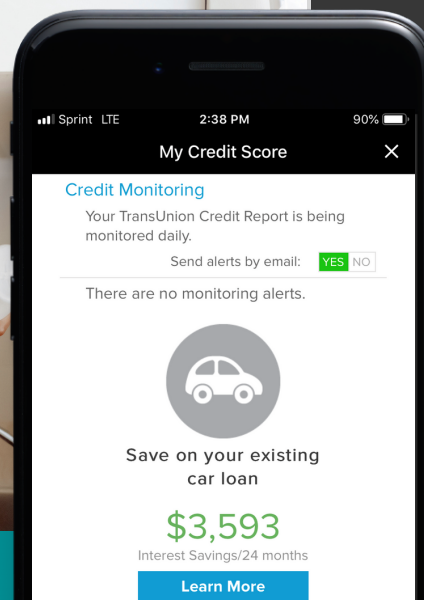 Sprint LTE 2:38 PM 90%
My Credit Score
Credit Monitoring
Your TransUnion Credit Report is being
monitored daily.
Send alerts by email: YES NO
There are no monitoring alerts.
Save on your existing
car loan
$3,593
Interest Savings/24 months
Learn More